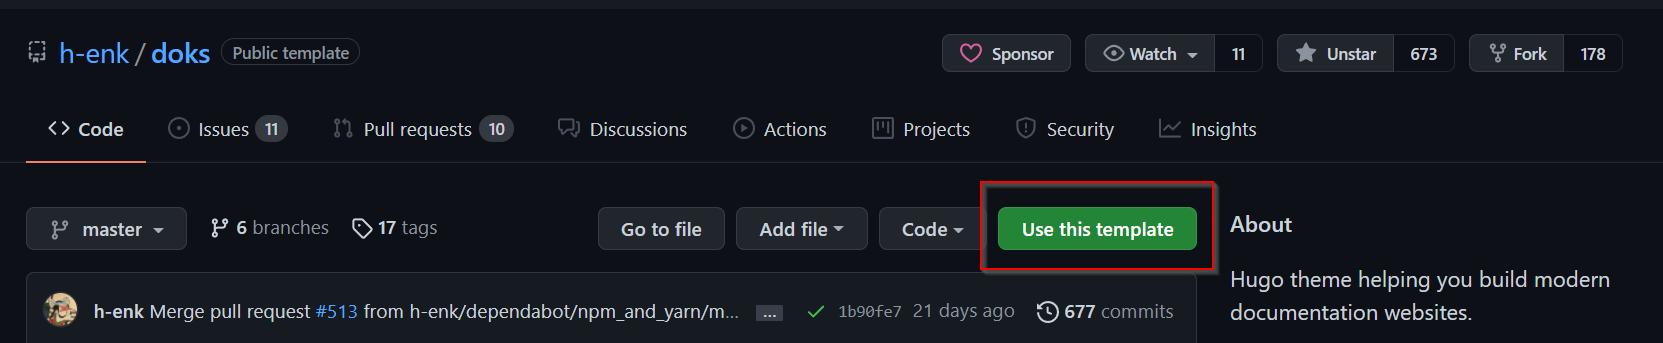 h-enk / doks Public template Sponsor Watch 11 Unstar 673 Fork 178
Code Issues 11 Pull requests 10 Discussions Actions Projects Security Insights
master 6 branches 17 tags Go to file Add file Code Use this template
About
h-enk Merge pull request #513 from h-enk/dependabot/npm_and_yarn/m... ... 1b90fe7 21 days ago 677 commits
Hugo theme helping you build modern
documentation websites.